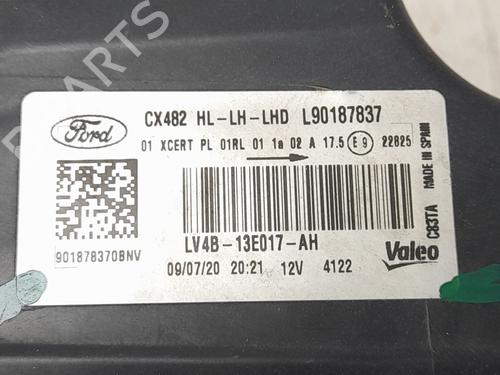 B PARTS
Ford
CX482 HL-LH-LHD L90187837
01 XCERT PL 01RL 01 1a 02 A 17.5 E9 22825
LV4B-13E017-AH
901878370BNV
09/07/20 20:21 12V 4122
Valeo
C83TA MADE IN SPAIN